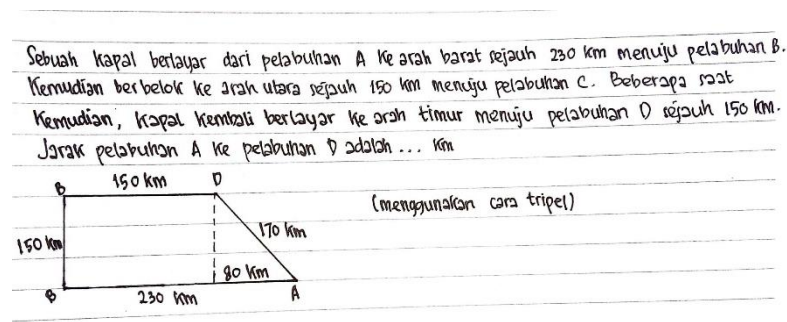 Sebuah kapal berlayar dari pelabuhan A ke arah barat sejauh 230 km menuju pelabuhan B.
Kemudian berbelok ke arah utara sejauh 150 km menuju pelabuhan C. Beberapa saat
Kemudian, kapal kembali berlayar ke arah timur menuju pelabuhan D sejauh 150 km.
Jarak pelabuhan A ke pelabuhan D adalah ... km
B 150 km D
(menggunakan cara tripel)
150 km
170 km
80 km
B 230 km A